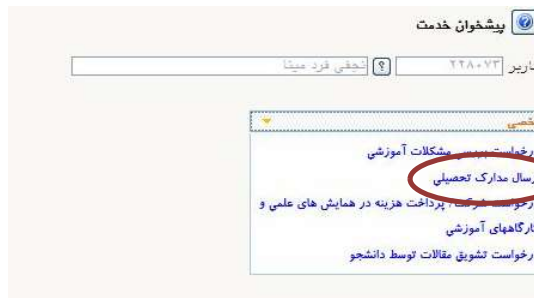 پیشخوان خدمت
اربر ۲۲۸۰۷۳ نجفی فرد مینا
خصی
رخواست بررسی مشکلات آموزشی
رسال مدارک تحصیلی
رخواست شرکت / پرداخت هزینه در همایش های علمی و
ارگاههای آموزشی
رخواست تشویق مقالات توسط دانشجو